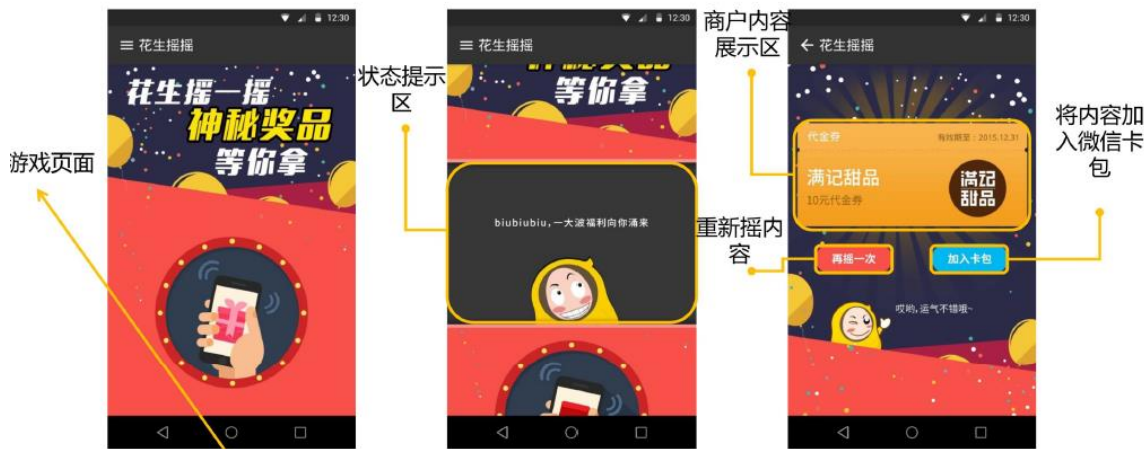 游戏页面
12:30
花生摇摇
花生摇一摇
神秘奖品
等你拿
状态提示
区
12:30
花生摇摇
神秘奖品
等你拿
biubiubiu,一大波福利向你涌来
商户内容
展示区
重新摇内
容
12:30
花生摇摇
代金券
有效期至：2015.12.31
满记甜品
10元代金券
满记
甜品
再摇一次
加入卡包
哎哟,运气不错哦~
将内容加
入微信卡
包